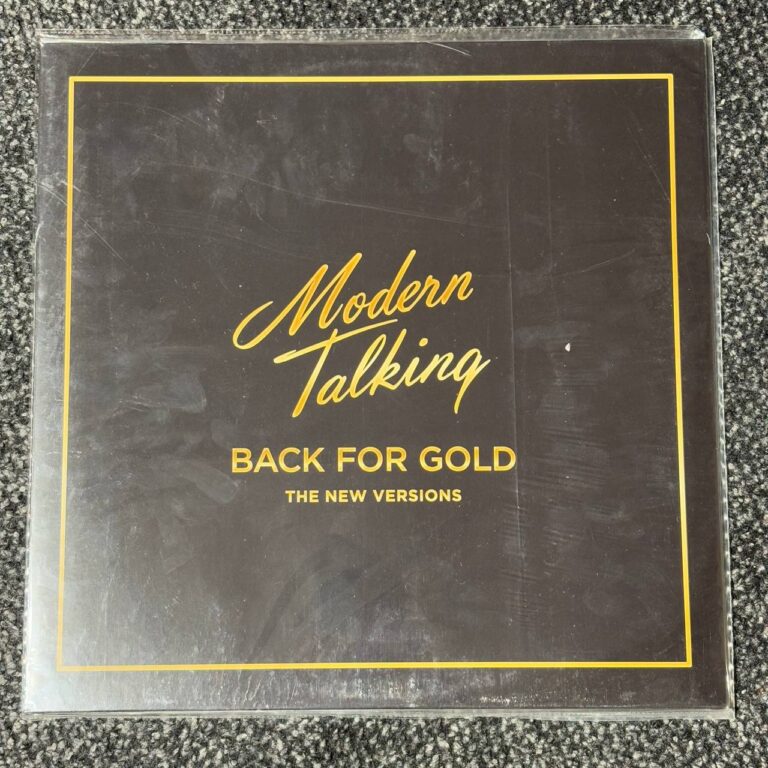 Modern
Talking
BACK FOR GOLD
THE NEW VERSIONS